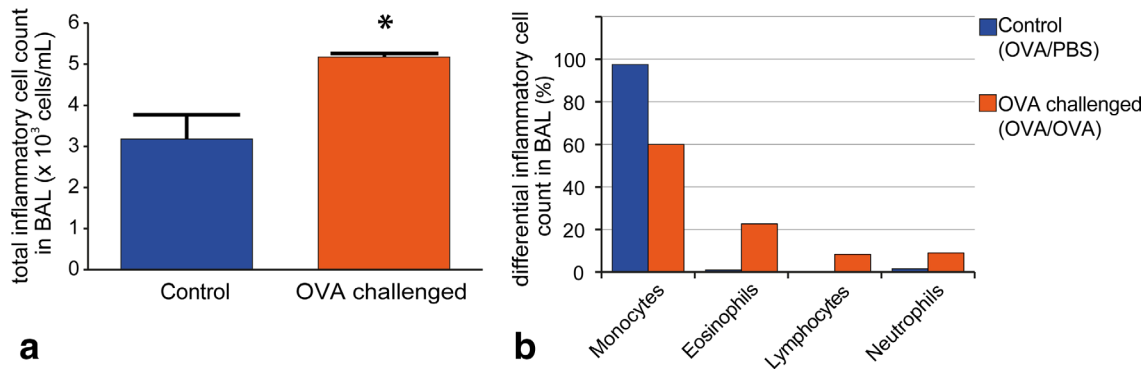 total inflammatory cell count
in BAL (x 10³ cells/mL)
6
5
4
3
2
1
0
*
Control
OVA challenged
a
differential inflammatory cell
count in BAL (%)
100
80
60
40
20
0
Monocytes
Eosinophils
Lymphocytes
Neutrophils
Control
(OVA/PBS)
OVA challenged
(OVA/OVA)
b